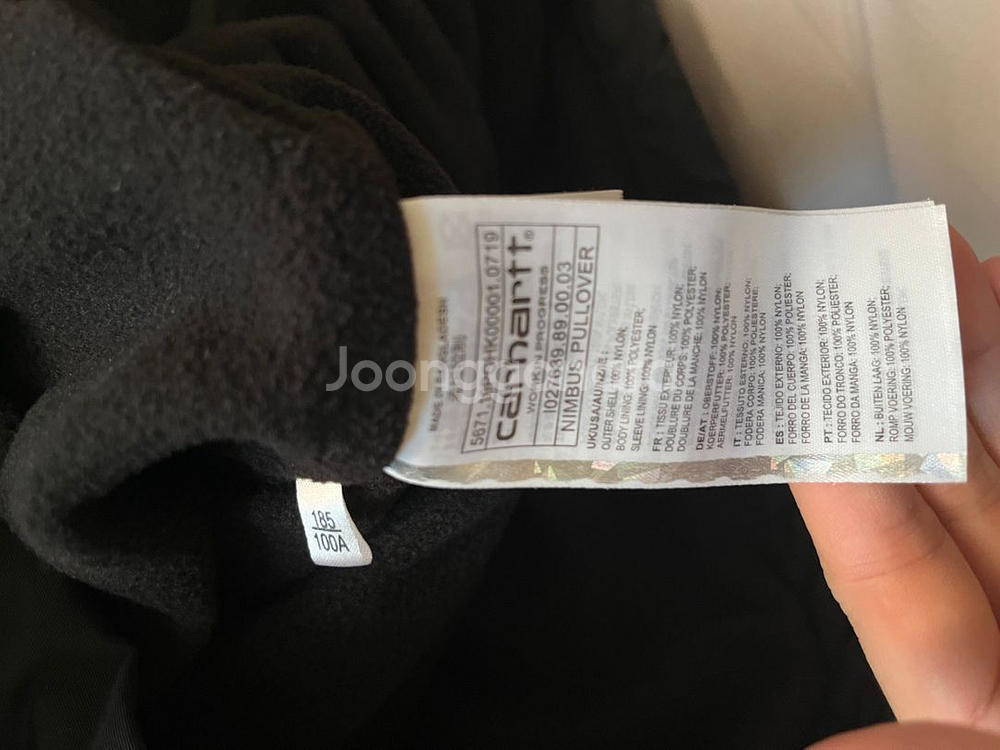 MADE IN BANGLADESH
carhartt®
WORK IN PROGRESS
I027639.89.00.03
NIMBUS PULLOVER
UK/USA/AU/NZ/IE:
OUTER SHELL: 100% NYLON;
BODY LINING: 100% POLYESTER;
SLEEVE LINING: 100% NYLON
FR : TISSU EXTERIEUR: 100% NYLON;
DOUBLURE DU CORPS: 100% POLYESTER;
DOUBLURE DE LA MANCHE: 100% NYLON
DE/AT : OBERSTOFF: 100% NYLON;
KOERPERFUTTER: 100% POLYESTER;
AERMELFUTTER: 100% NYLON
IT : TESSUTO ESTERNO: 100% NYLON;
FODERA CORPO: 100% POLIESTERE;
FODERA MANICA: 100% NYLON
ES : TEJIDO EXTERNO: 100% NYLON;
FORRO DEL CUERPO: 100% POLIESTER;
FORRO DE LA MANGA: 100% NYLON
PT : TECIDO EXTERIOR: 100% NYLON;
FORRO DO TRONCO: 100% POLIÉSTER;
FORRO DA MANGA: 100% NYLON
NL : BUITEN LAAG: 100% NYLON;
ROMP VOERING: 100% POLYESTER;
MOUW VOERING: 100% NYLON
185
100A